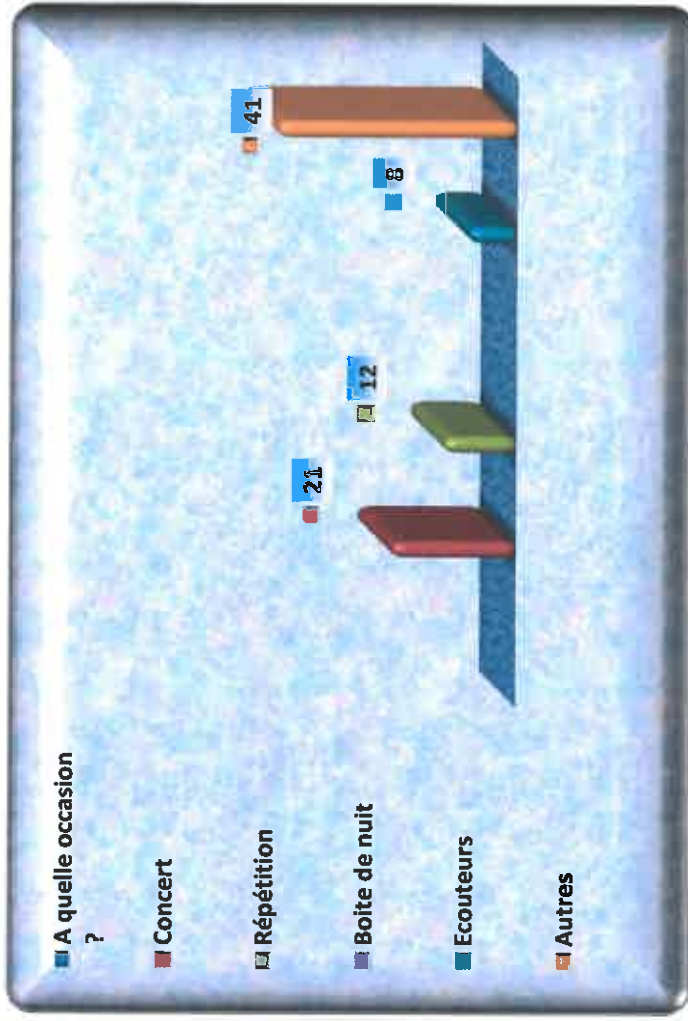 A quelle occasion
?
Concert
Répétition
Boite de nuit
Ecouteurs
Autres
21
12
8
41